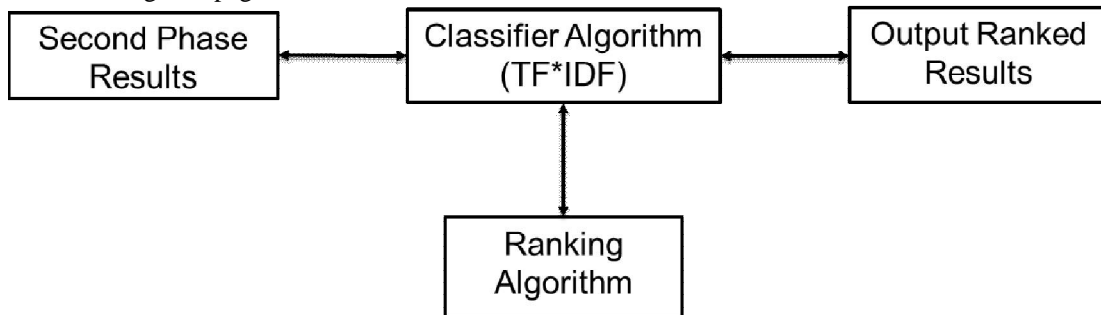 Second Phase
Results
Classifier Algorithm
(TF*IDF)
Output Ranked
Results
Ranking
Algorithm